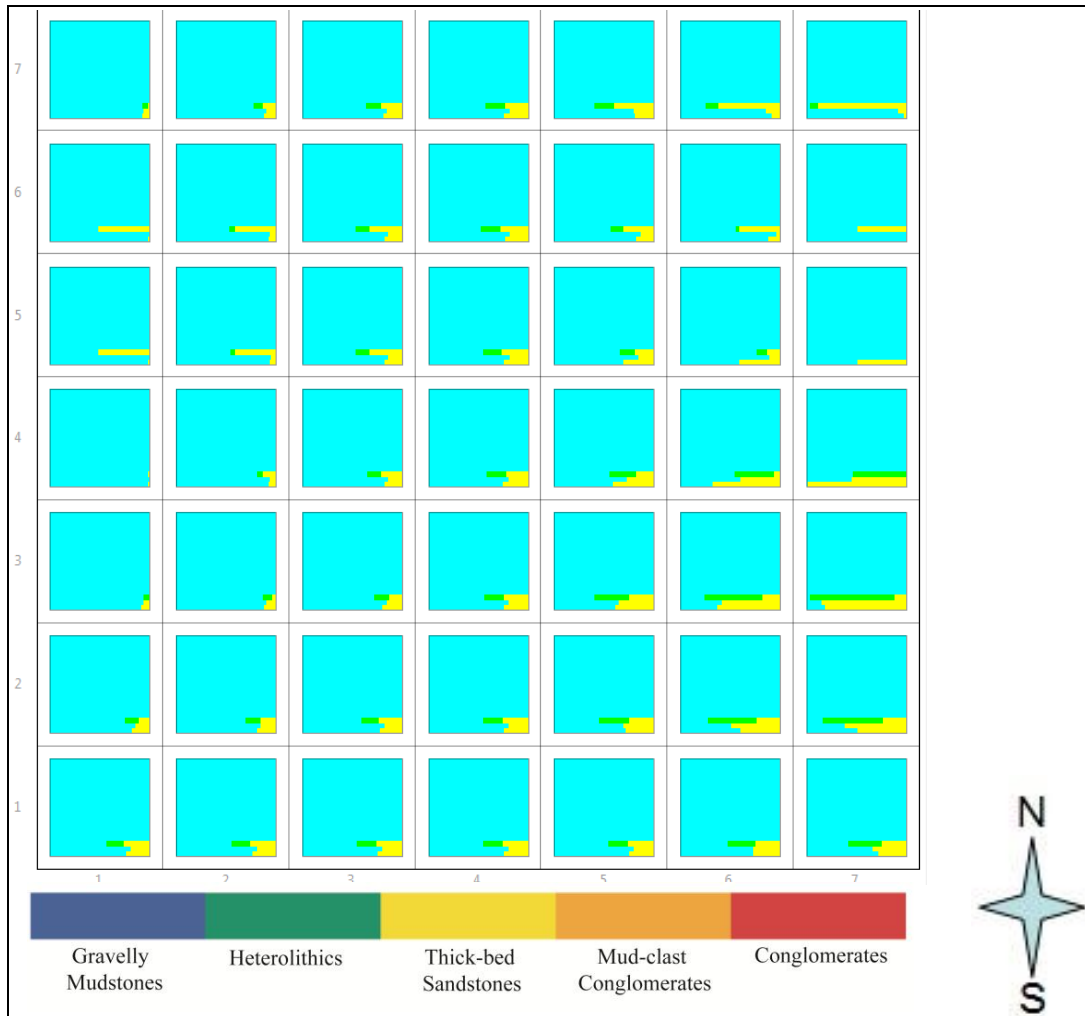 7
6
5
4
3
2
1
1 2 3 4 5 6 7
N
Gravelly Mudstones
Heterolithics
Thick-bed Sandstones
Mud-clast Conglomerates
Conglomerates
S